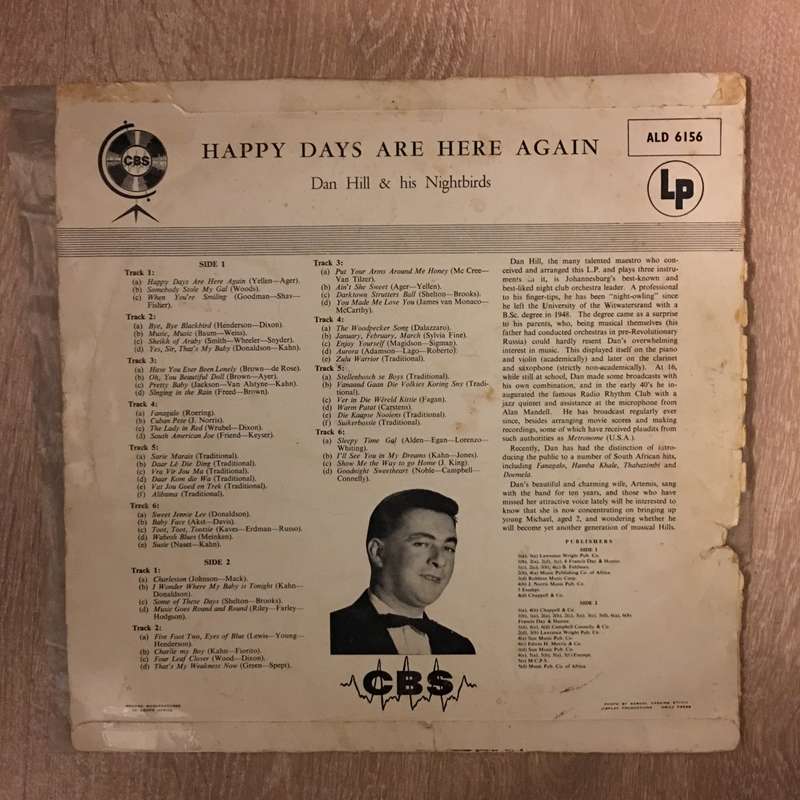 CBS
HAPPY DAYS ARE HERE AGAIN
Dan Hill & his Nightbirds
ALD 6156
LP
SIDE 1
Track 1:
(a) Happy Days Are Here Again (Yellen—Ager).
(b) Somebody Stole My Gal (Woods).
(c) When You're Smiling (Goodman—Shav—
Fisher).
Track 2:
(a) Bye, Bye Blackbird (Henderson—Dixon).
(b) Music, Music (Baum—Weiss).
(c) Sheikh of Araby (Smith—Wheeler—Snyder).
(d) Yes, Sir, That's My Baby (Donaldson—Kahn).
Track 3:
(a) Have You Ever Been Lonely (Brown—de Rose).
(b) Oh, You Beautiful Doll (Brown—Ayer).
(c) Pretty Baby (Jackson—Van Alstyne—Kahn).
(d) Singing in the Rain (Freed—Brown).
Track 4:
(a) Fanagalo (Roering).
(b) Cuban Pete (J. Norris).
(c) The Lady in Red (Wrubel—Dixon).
(d) South American Joe (Friend—Keyser).
Track 5:
(a) Sarie Marais (Traditional).
(b) Daar Lê Die Ding (Traditional).
(c) Vra Vir Jou Ma (Traditional).
(d) Daar Kom die Wa (Traditional).
(e) Vat Jou Goed en Trek (Traditional).
(f) Alibama (Traditional).
Track 6:
(a) Sweet Jennie Lee (Donaldson).
(b) Baby Face (Akst—Davis).
(c) Toot, Toot, Tootsie (Kaves—Erdman—Russo).
(d) Wabash Blues (Meinken).
(e) Susie (Naset—Kahn).
SIDE 2
Track 1:
(a) Charleston (Johnson—Mack).
(b) I Wonder Where My Baby is Tonight (Kahn—
Donaldson).
(c) Some of These Days (Shelton—Brooks).
(d) Music Goes Round and Round (Riley—Farley—
Hodgson).
Track 2:
(a) Five Foot Two, Eyes of Blue (Lewis—Young—
Henderson).
(b) Charlie my Boy (Kahn—Fiorito).
(c) Four Leaf Clover (Wood—Dixon).
(d) That's My Weakness Now (Green—Spept).
Track 3:
(a) Put Your Arms Around Me Honey (Mc Cree—
Van Tilzer).
(b) Ain't She Sweet (Ager—Yellen).
(c) Darktown Strutters Ball (Shelton—Brooks).
(d) You Made Me Love You (James van Monaco—
McCarthy).
Track 4:
(a) The Woodpecker Song (Dalazzaro).
(b) January, February, March (Sylvia Fine).
(c) Enjoy Yourself (Magidson—Sigman).
(d) Aurora (Adamson—Lago—Roberto).
(e) Zulu Warrior (Traditional).
Track 5:
(a) Stellenbosch se Boys (Traditional).
(b) Vanaand Gaan Die Volkies Koring Sny (Tradi-
tional).
(c) Ver in Die Wêreld Kittie (Fagan).
(d) Warm Patat (Carstens).
(e) Die Kaapse Nooiens (Traditional).
(f) Suikerbossie (Traditional).
Track 6:
(a) Sleepy Time Gal (Alden—Egan—Lorenzo—
Whiting).
(b) I'll See You in My Dreams (Kahn—Jones).
(c) Show Me the Way to go Home (J. King)
(d) Goodnight Sweetheart (Noble—Campbell—
Connelly).
Dan Hill, the many talented maestro who con-
ceived and arranged this L.P. and plays three instru-
ments in it, is Johannesburg's best-known and
best-liked night club orchestra leader. A professional
to his finger-tips, he has been "night-owling" since
he left the University of the Witwatersrand with a
B.Sc. degree in 1948. The degree came as a surprise
to his parents, who, being musical themselves (his
father had conducted orchestras in pre-Revolutionary
Russia) could hardly resent Dan's overwhelming
interest in music. This displayed itself on the piano
and violin (academically) and later on the clarinet
and saxophone (strictly non-academically). At 16,
while still at school, Dan made some broadcasts with
his own combination, and in the early 40's he in-
augurated the famous Radio Rhythm Club with a
jazz quintet and assistance at the microphone from
Alan Mandell. He has broadcast regularly ever
since, besides arranging movie scores and making
recordings, some of which have received plaudits from
such authorities as Metronome (U.S.A.).
Recently, Dan has had the distinction of intro-
ducing the public to a number of South African hits,
including Fanagalo, Hamba Khale, Thabazimbi and
Doemela.
Dan's beautiful and charming wife, Artemis, sang
with the band for ten years, and those who have
missed her attractive voice lately will be interested to
know that she is now concentrating on bringing up
young Michael, aged 2, and wondering whether he
will become yet another generation of musical Hills.
PUBLISHERS
SIDE 1
SIDE 2
CBS
RECORD MANUFACTURED
IN SOUTH AFRICA